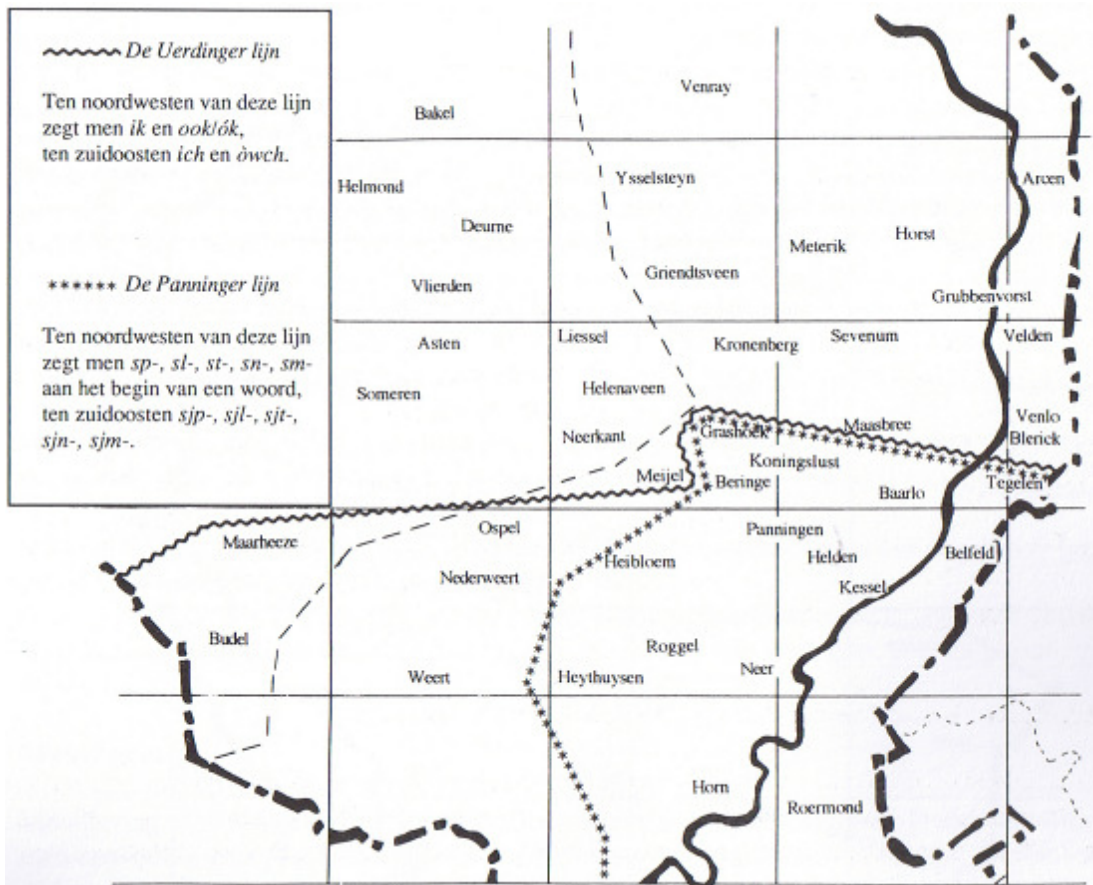 De Uerdinger lijn
Ten noordwesten van deze lijn
zegt men ik en ook/ók,
ten zuidoosten ich en òwch.
De Panninger lijn
Ten noordwesten van deze lijn
zegt men sp-, sl-, st-, sn-, sm-
aan het begin van een woord,
ten zuidoosten sjp-, sjl-, sjt-,
sjn-, sjm-.
Venray
Bakel
Ysselsteyn
Arcen
Helmond
Deurne
Horst
Meterik
Griendtsveen
Vlierden
Grubbenvorst
Asten
Liessel
Kronenberg
Sevenum
Velden
Someren
Helenaveen
Neerkant
Grashoek
Maasbree
Venlo
Blerick
Koningslust
Meijel
Beringe
Baarlo
Tegelen
Maarheeze
Ospel
Panningen
Helden
Belfeld
Nederweert
Heibloem
Kessel
Budel
Roggel
Weert
Heythuysen
Neer
Horn
Roermond